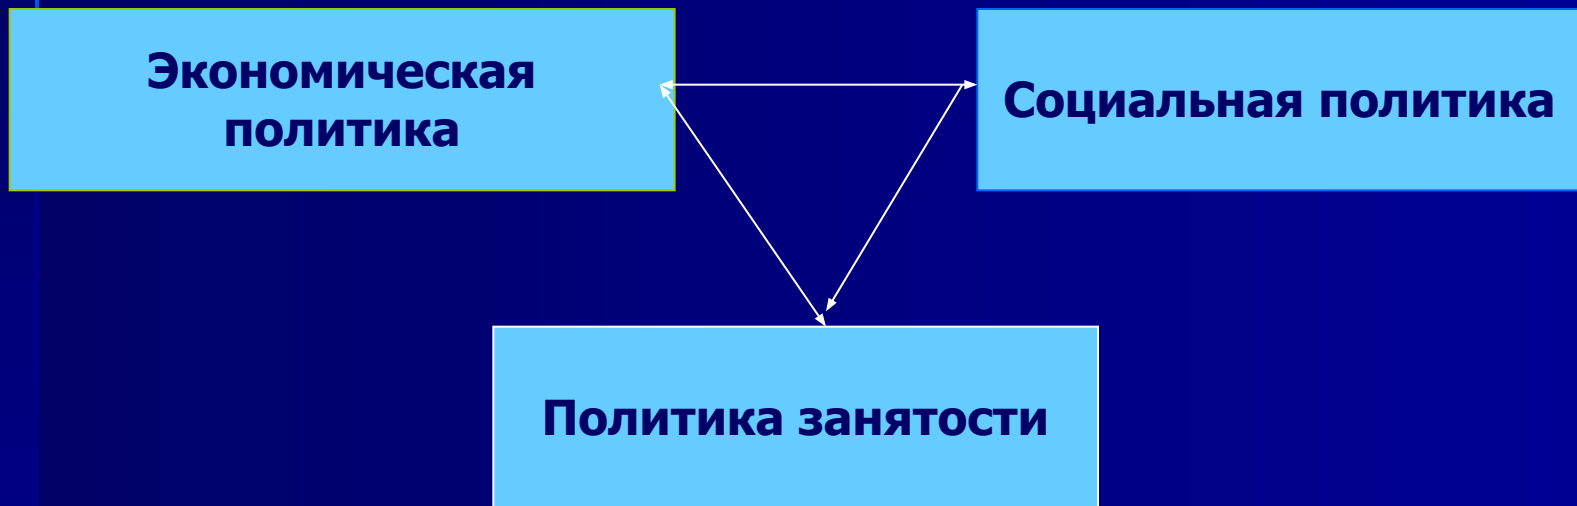 Экономическая
политика
Социальная политика
Политика занятости